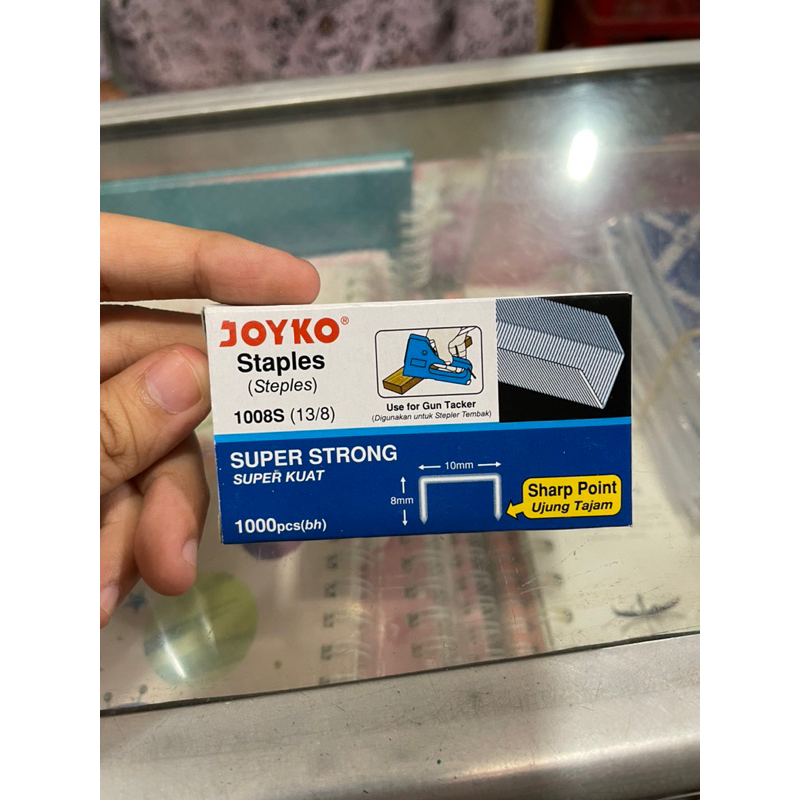 JOYKO®
Staples
(Steples)
1008S (13/8)
Use for Gun Tacker
(Digunakan untuk Stepler Tembak)
SUPER STRONG
SUPER KUAT
1000pcs(bh)
10mm
8mm
Sharp Point
Ujung Tajam